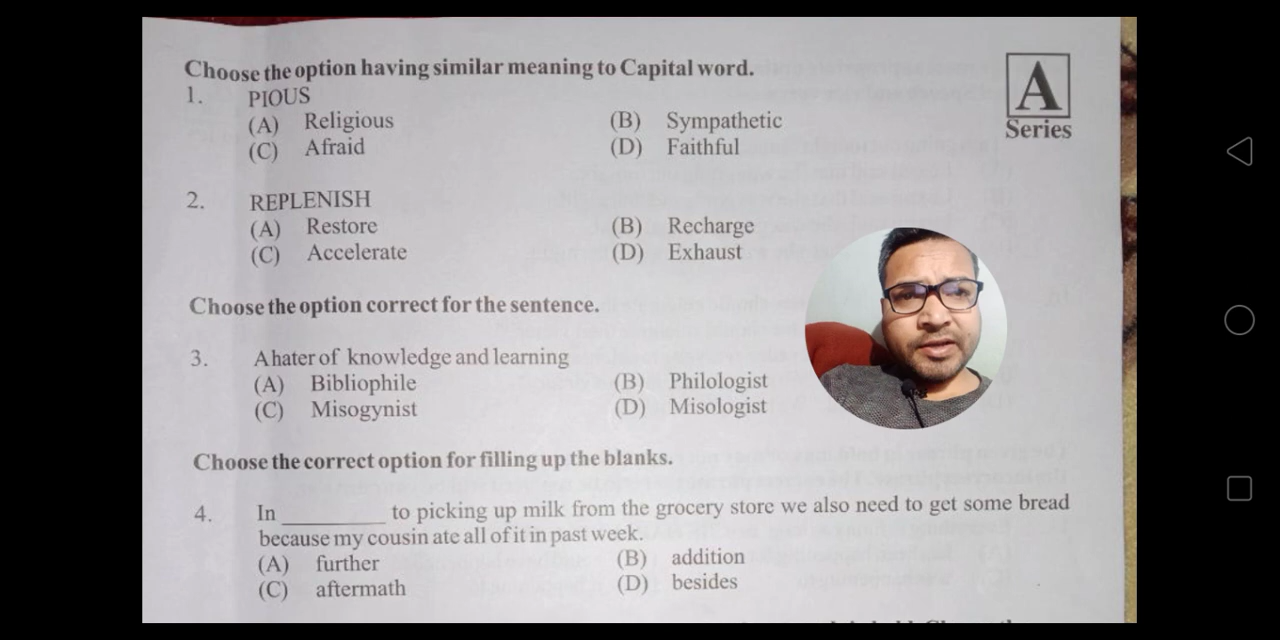 Choose the option having similar meaning to Capital word.
A
Series
1. PIOUS
(A) Religious (B) Sympathetic
(C) Afraid (D) Faithful
2. REPLENISH
(A) Restore (B) Recharge
(C) Accelerate (D) Exhaust
Choose the option correct for the sentence.
3. A hater of knowledge and learning
(A) Bibliophile (B) Philologist
(C) Misogynist (D) Misologist
Choose the correct option for filling up the blanks.
4. In ________ to picking up milk from the grocery store we also need to get some bread
because my cousin ate all of it in past week.
(A) further (B) addition
(C) aftermath (D) besides